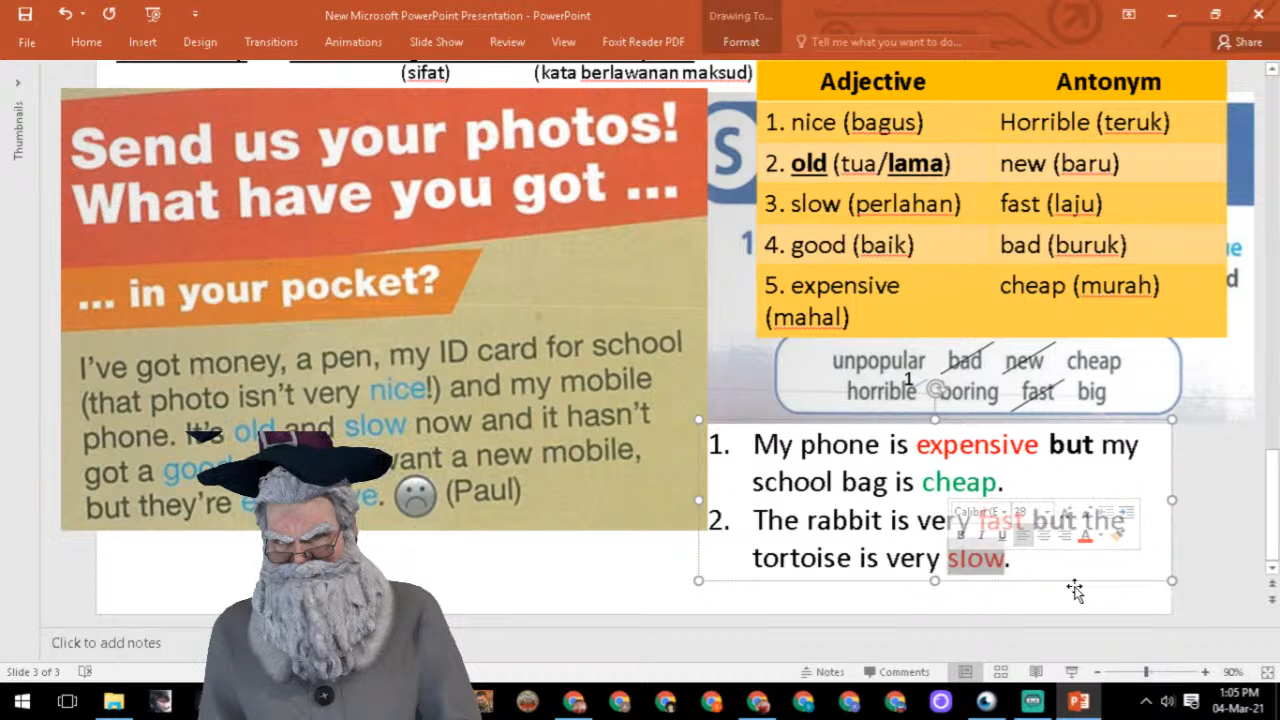 New Microsoft PowerPoint Presentation - PowerPoint
Drawing To...
File Home Insert Design Transitions Animations Slide Show Review View Foxit Reader PDF Format Tell me what you want to do... Share
Thumbnails
(sifat) (kata berlawanan maksud)
Send us your photos!
What have you got ...
... in your pocket?
I've got money, a pen, my ID card for school
(that photo isn't very nice!) and my mobile
phone. It's old and slow now and it hasn't
got a want a new mobile,
but they're (Paul)
S
Adjective Antonym
1. nice (bagus) Horrible (teruk)
2. old (tua/lama) new (baru)
3. slow (perlahan) fast (laju)
4. good (baik) bad (buruk)
5. expensive cheap (murah)
(mahal)
1
unpopular bad new cheap
1
horrible boring fast big
1. My phone is expensive but my
school bag is cheap.
2. The rabbit is very fast but the
tortoise is very slow.
28
B I U A
Click to add notes
Slide 3 of 3 Notes Comments 90%
1:05 PM
04-Mar-21